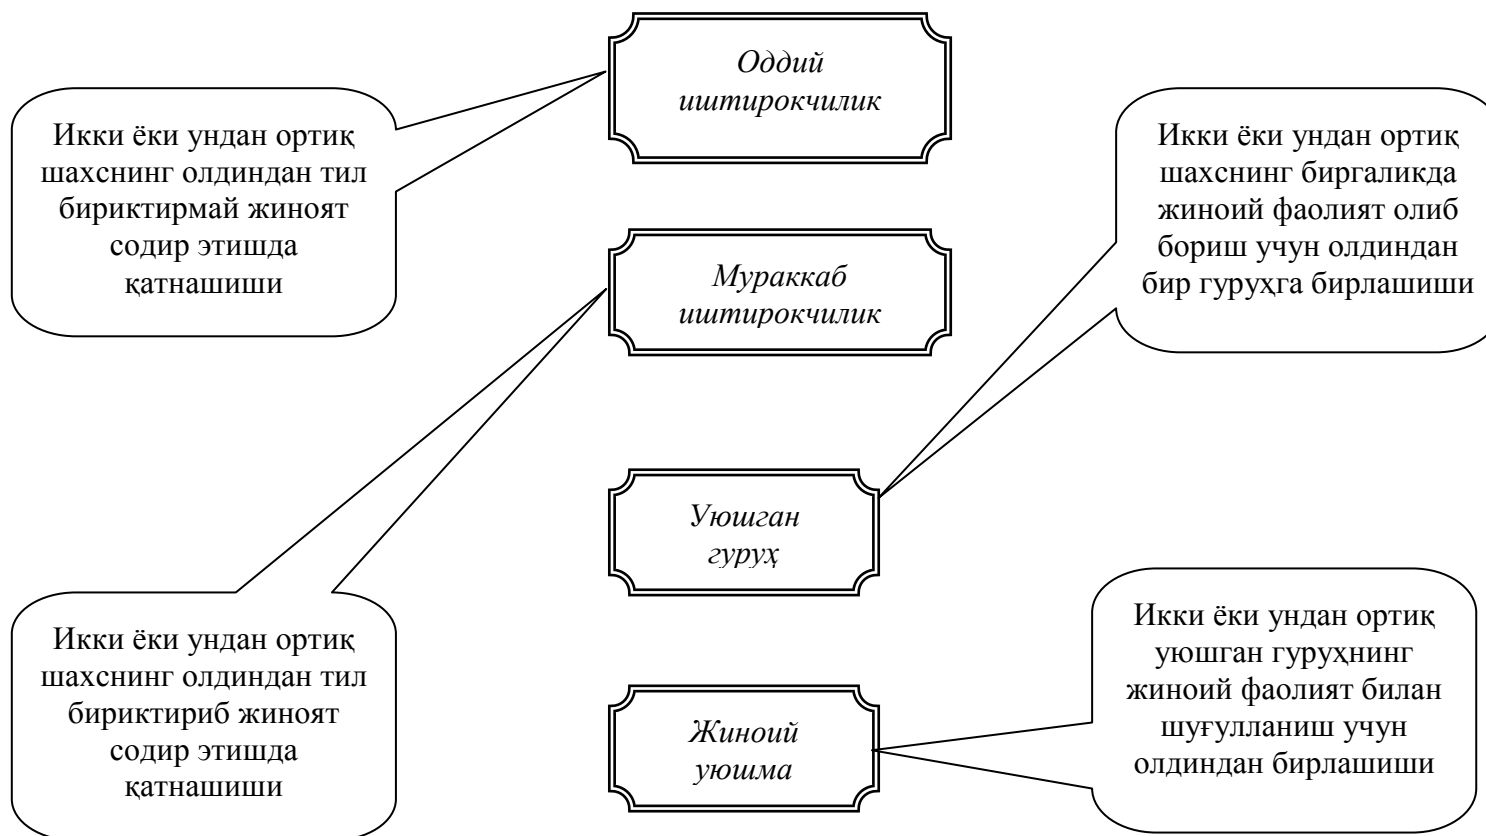 Оддий
иштирокчилик
Икки ёки ундан ортиқ
шахснинг олдиндан тил
бириктирмай жиноят
содир этишда
қатнашиши
Икки ёки ундан ортиқ
шахснинг биргаликда
жиноий фаолият олиб
бориш учун олдиндан
бир гуруҳга бирлашиши
Мураккаб
иштирокчилик
Уюшган
гуруҳ
Икки ёки ундан ортиқ
шахснинг олдиндан тил
бириктириб жиноят
содир этишда
қатнашиши
Икки ёки ундан ортиқ
уюшган гуруҳнинг
жиноий фаолият билан
шуғулланиш учун
олдиндан бирлашиши
Жиноий
уюшма